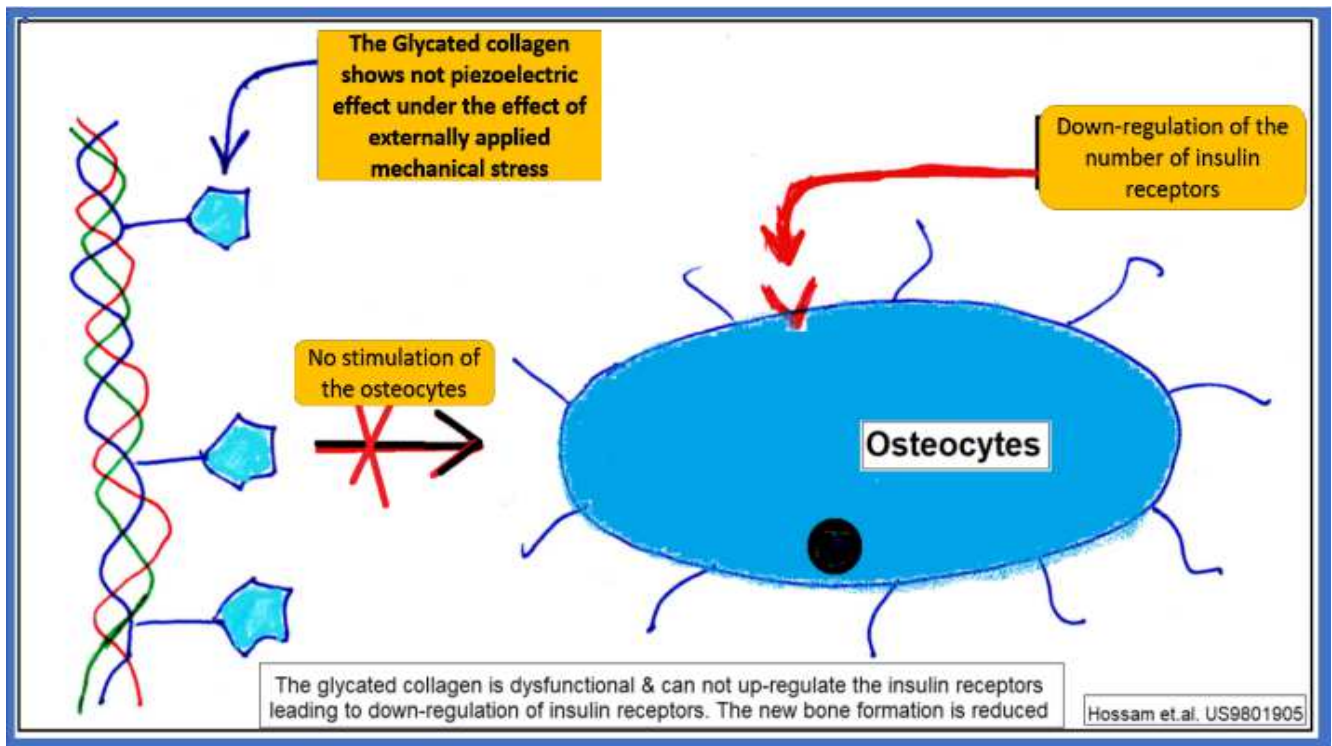 The Glycated collagen
shows not piezoelectric
effect under the effect of
externally applied
mechanical stress
Down-regulation of the
number of insulin
receptors
No stimulation of
the osteocytes
Osteocytes
The glycated collagen is dysfunctional & can not up-regulate the insulin receptors
leading to down-regulation of insulin receptors. The new bone formation is reduced
Hossam et.al. US9801905